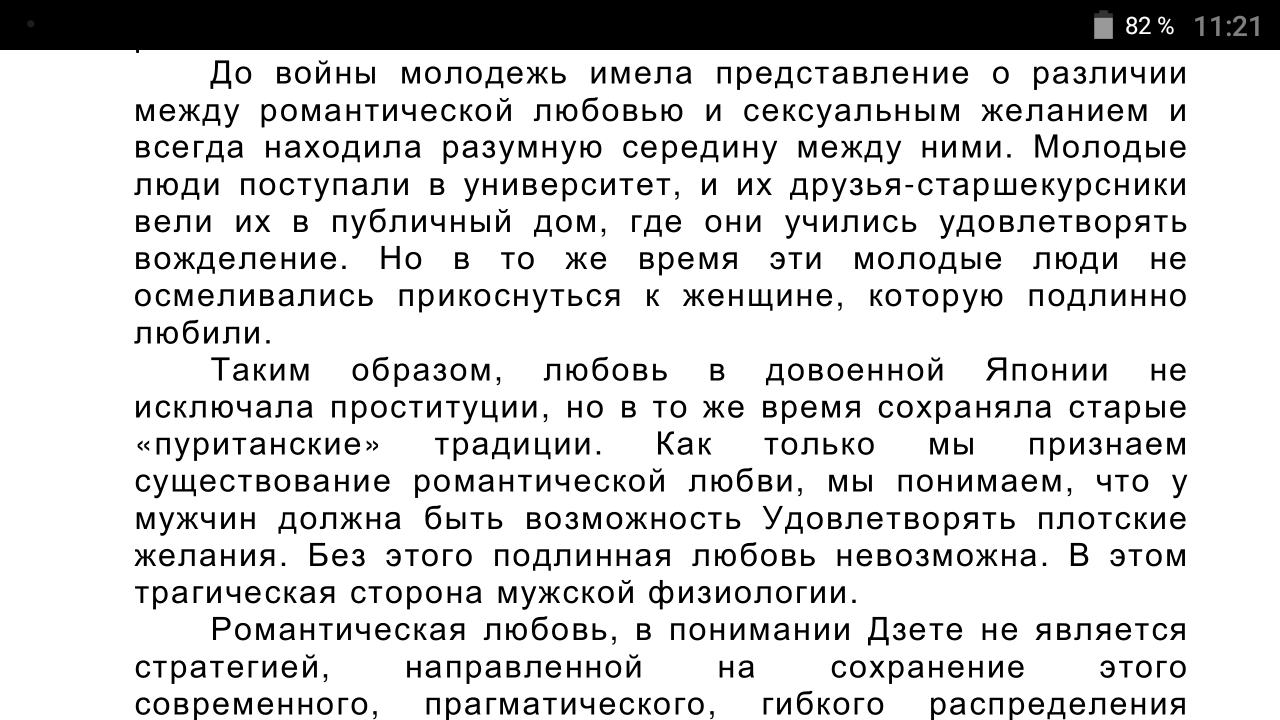 82 % 11:21
До войны молодежь имела представление о различии
между романтической любовью и сексуальным желанием и
всегда находила разумную середину между ними. Молодые
люди поступали в университет, и их друзья-старшекурсники
вели их в публичный дом, где они учились удовлетворять
вожделение. Но в то же время эти молодые люди не
осмеливались прикоснуться к женщине, которую подлинно
любили.
Таким образом, любовь в довоенной Японии не
исключала проституции, но в то же время сохраняла старые
«пуританские» традиции. Как только мы признаем
существование романтической любви, мы понимаем, что у
мужчин должна быть возможность Удовлетворять плотские
желания. Без этого подлинная любовь невозможна. В этом
трагическая сторона мужской физиологии.
Романтическая любовь, в понимании Дзете не является
стратегией, направленной на сохранение этого
современного, прагматического, гибкого распределения